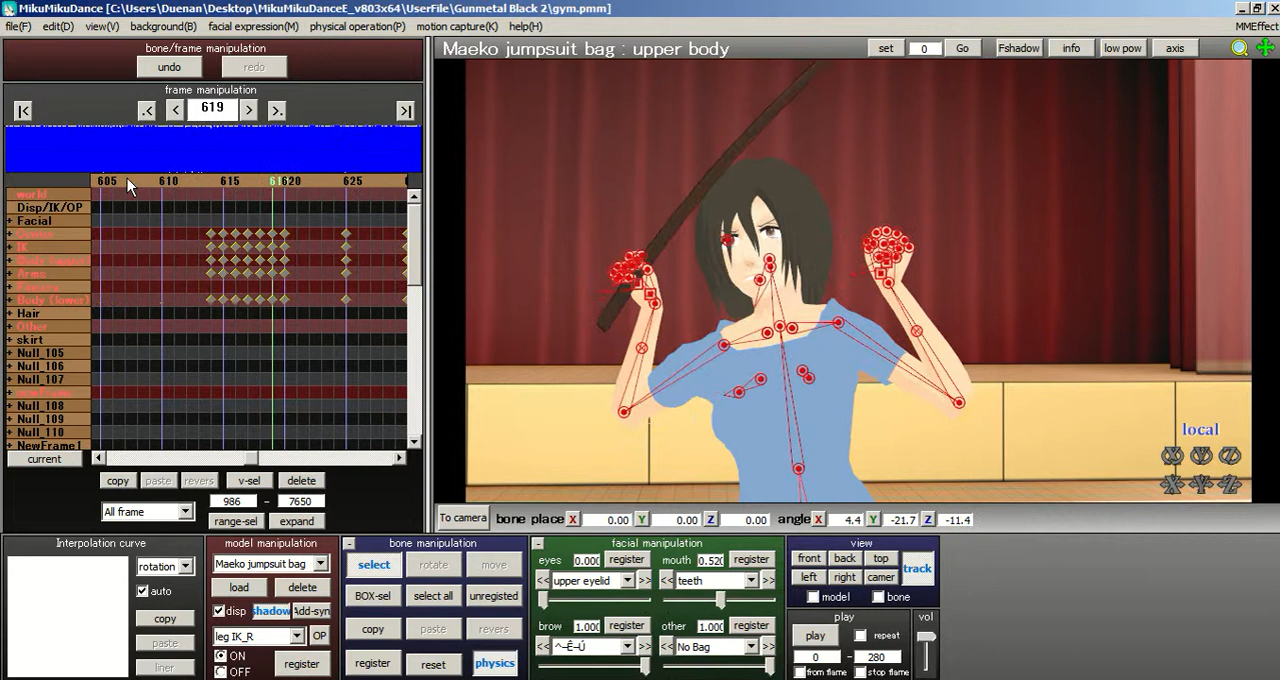 MikuMikuDance [C:\Users\Duenan\Desktop\MikuMikuDanceE_v803x64\UserFile\Gunmetal Black 2\gym.pmm]
file(F) edit(D) view(V) background(B) facial expression(M) physical operation(P) motion capture(K) help(H) MMEffect
bone/frame manipulation
undo redo
frame manipulation
|< .< < 619 > >. >|
605 610 615 61620 625
world
Disp/IK/OP
+ Facial
+ IK
+ Arms
+ Body (lower)
+ Hair
+ Other
+ skirt
+ Null_105
+ Null_106
+ Null_107
+ Null_108
+ Null_109
+ Null_110
+ NewFrame1
current
copy paste revers v-sel delete
All frame 986 - 7650
range-sel expand
Maeko jumpsuit bag : upper body
set 0 Go Fshadow info low pow axis
local
X Y Z
X Y Z
To camera bone place X 0.00 Y 0.00 Z 0.00 angle X 4.4 Y -21.7 Z -11.4
Interpolation curve
rotation
auto
copy
paste
liner
model manipulation
Maeko jumpsuit bag
load delete
disp shadow Add-syn
leg IK_R OP
ON
OFF
register
- bone manipulation
select rotate move
BOX-sel select all unregisted
copy paste revers
register reset physics
- facial manipulation
eyes 0.000 register mouth 0.520 register
<< upper eyelid >> << teeth >>
brow 1.000 register other 1.000 register
<< ^-Ê-Ú >> << No Bag >>
view
front back top
left right camer track
model bone
play
play repeat
0 - 280
from flame stop flame
vol